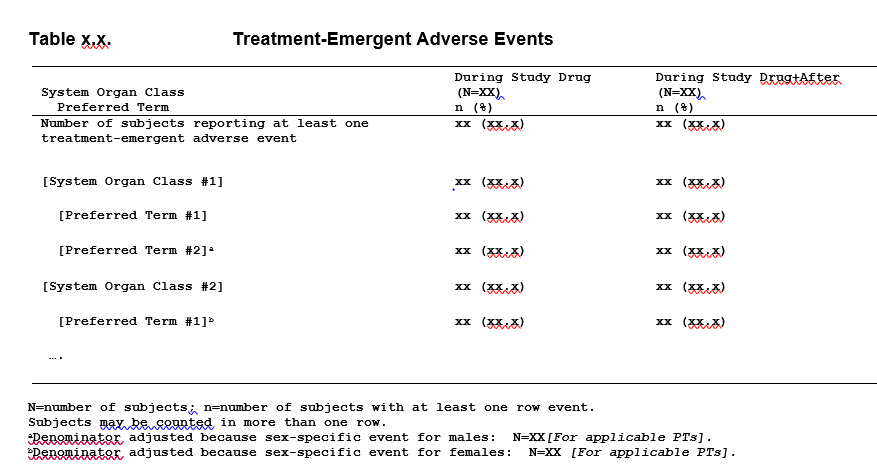 Table x.x. Treatment-Emergent Adverse Events
During Study Drug During Study Drug+After
System Organ Class (N=XX) (N=XX)
Preferred Term n (%) n (%)
Number of subjects reporting at least one xx (xx.x) xx (xx.x)
treatment-emergent adverse event
[System Organ Class #1] xx (xx.x) xx (xx.x)
[Preferred Term #1] xx (xx.x) xx (xx.x)
[Preferred Term #2]ᵃ xx (xx.x) xx (xx.x)
[System Organ Class #2] xx (xx.x) xx (xx.x)
[Preferred Term #1]ᵇ xx (xx.x) xx (xx.x)
….
N=number of subjects; n=number of subjects with at least one row event.
Subjects may be counted in more than one row.
ᵃDenominator adjusted because sex-specific event for males: N=XX[For applicable PTs].
ᵇDenominator adjusted because sex-specific event for females: N=XX [For applicable PTs].